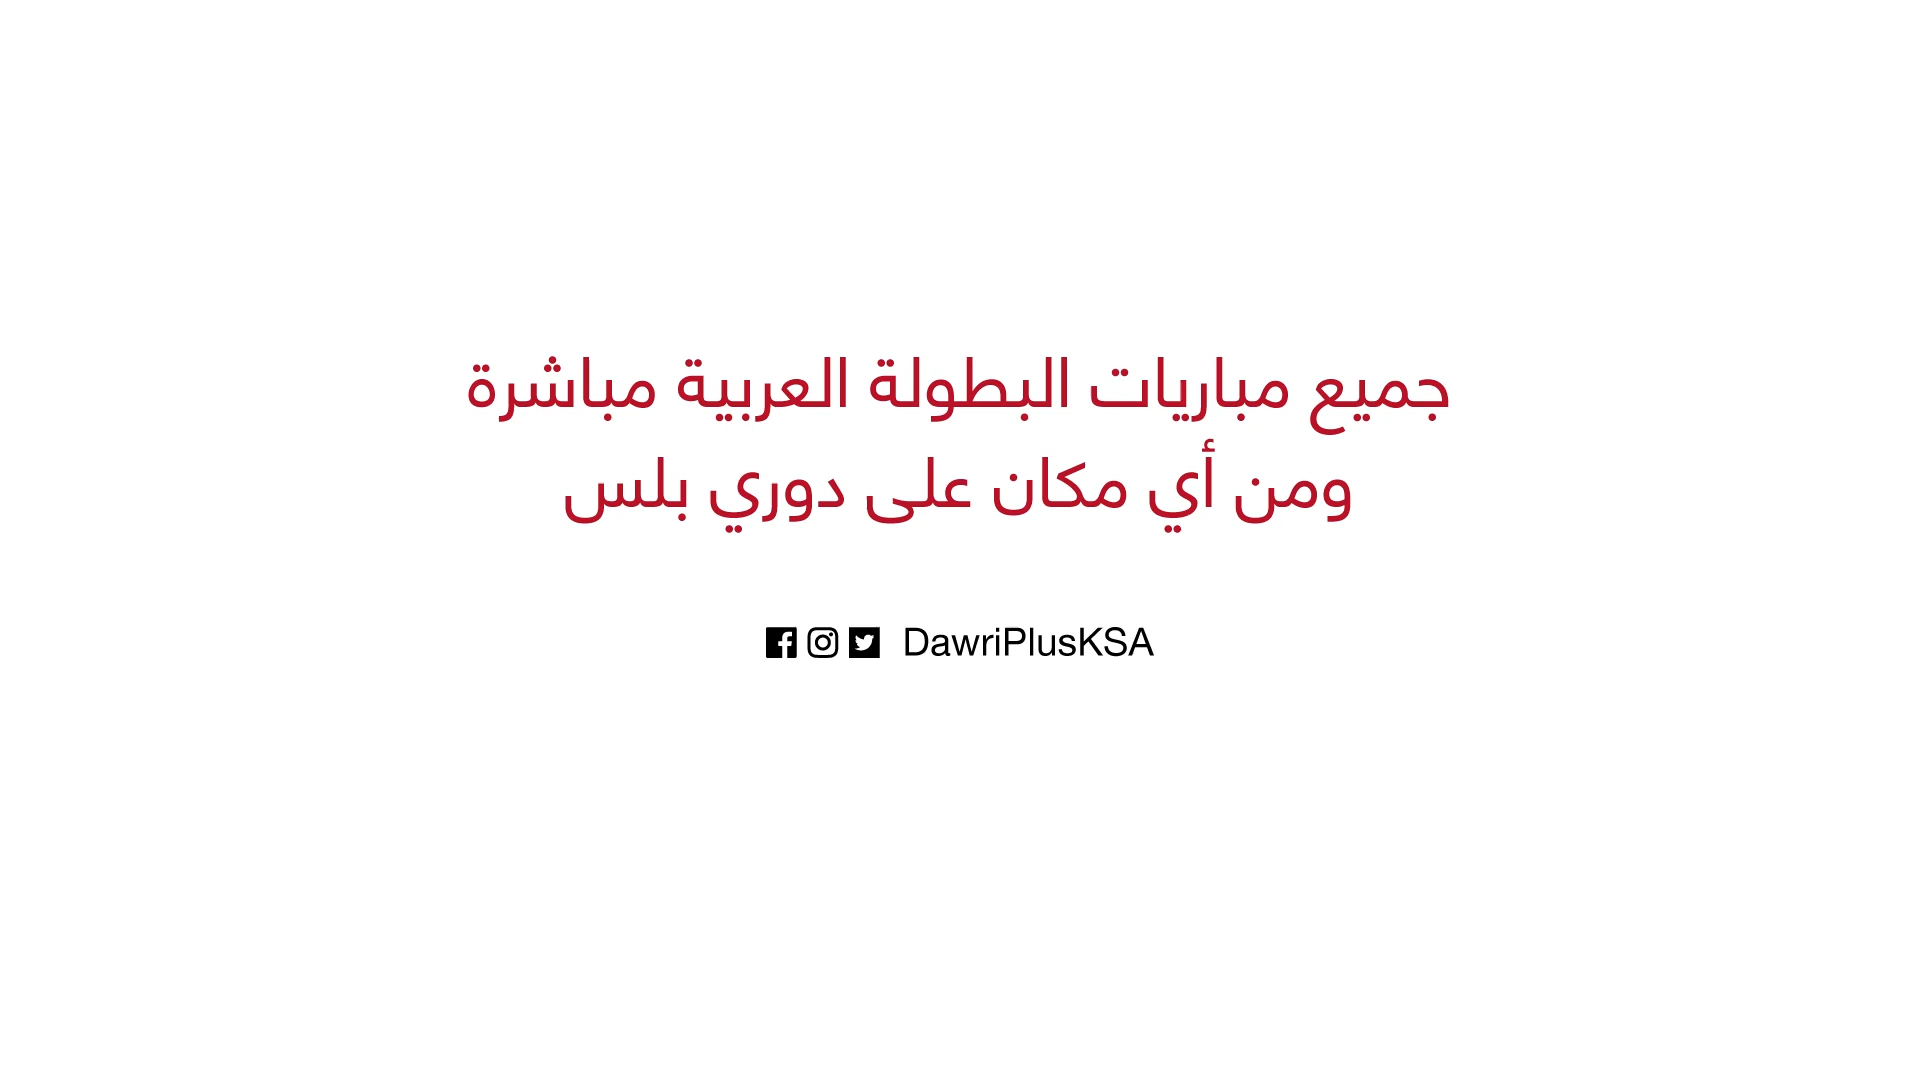 جميع مباريات البطولة العربية مباشرة
ومن أي مكان على دوري بلس
DawriPlusKSA